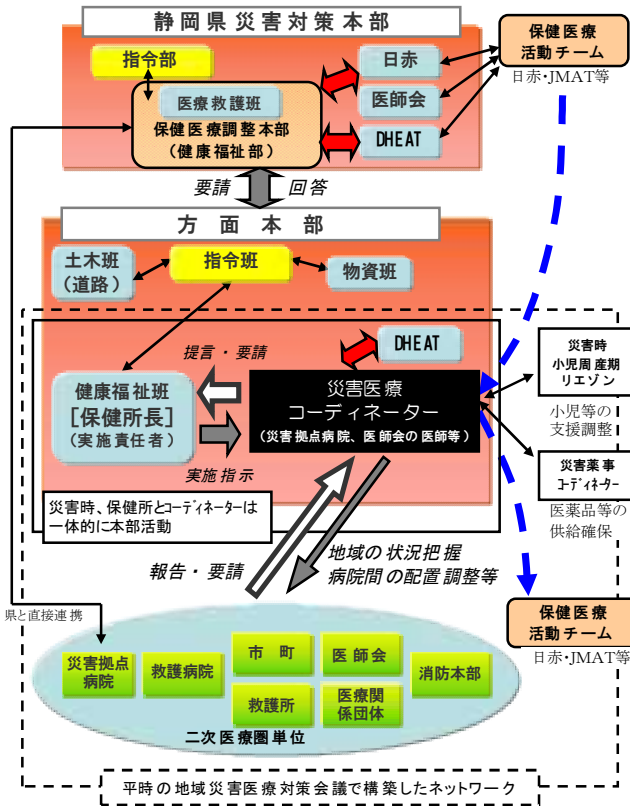 静岡県災害対策本部
指令部
医療救護班
保健医療調整本部
(健康福祉部)
日赤
医師会
DHEAT
保健医療
活動チーム
日赤・JMAT等
要請
回答
方面本部
土木班
(道路)
指令班
物資班
DHEAT
提言・要請
健康福祉班
[保健所長]
(実施責任者)
災害医療
コーディネーター
(災害拠点病院、医師会の医師等)
実施指示
災害時
小児周産期
リエゾン
小児等の
支援調整
災害薬事
コーディネーター
医薬品等の
供給確保
災害時、保健所とコーディネーターは
一体的に本部活動
報告・要請
地域の状況把握
病院間の配置調整等
県と直接連携
保健医療
活動チーム
日赤・JMAT等
災害拠点
病院
救護病院
市町
医師会
消防本部
救護所
医療関
係団体
二次医療圏単位
平時の地域災害医療対策会議で構築したネットワーク